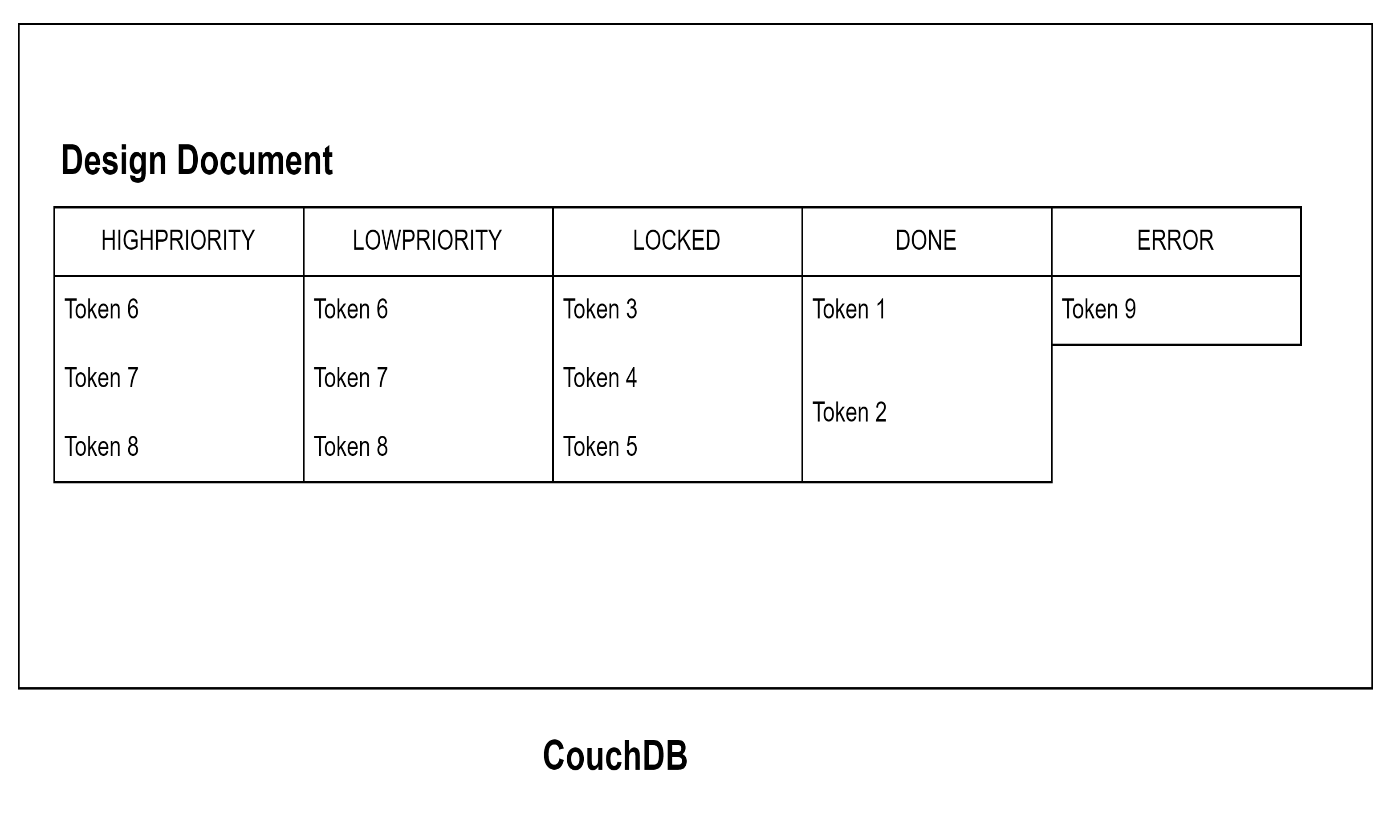 Design Document
HIGHPRIORITY LOWPRIORITY LOCKED DONE ERROR
Token 6 Token 6 Token 3 Token 1 Token 9
Token 7 Token 7 Token 4
Token 2
Token 8 Token 8 Token 5
CouchDB